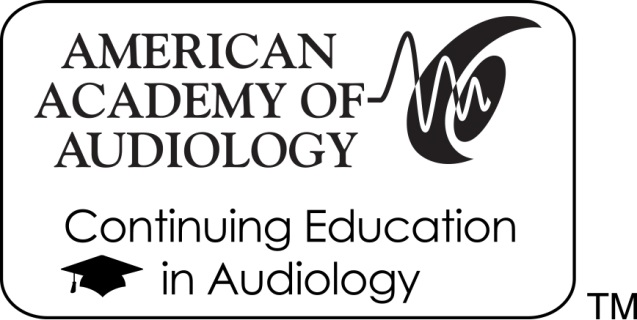 AMERICAN
ACADEMY OF
AUDIOLOGY
Continuing Education
in Audiology
TM